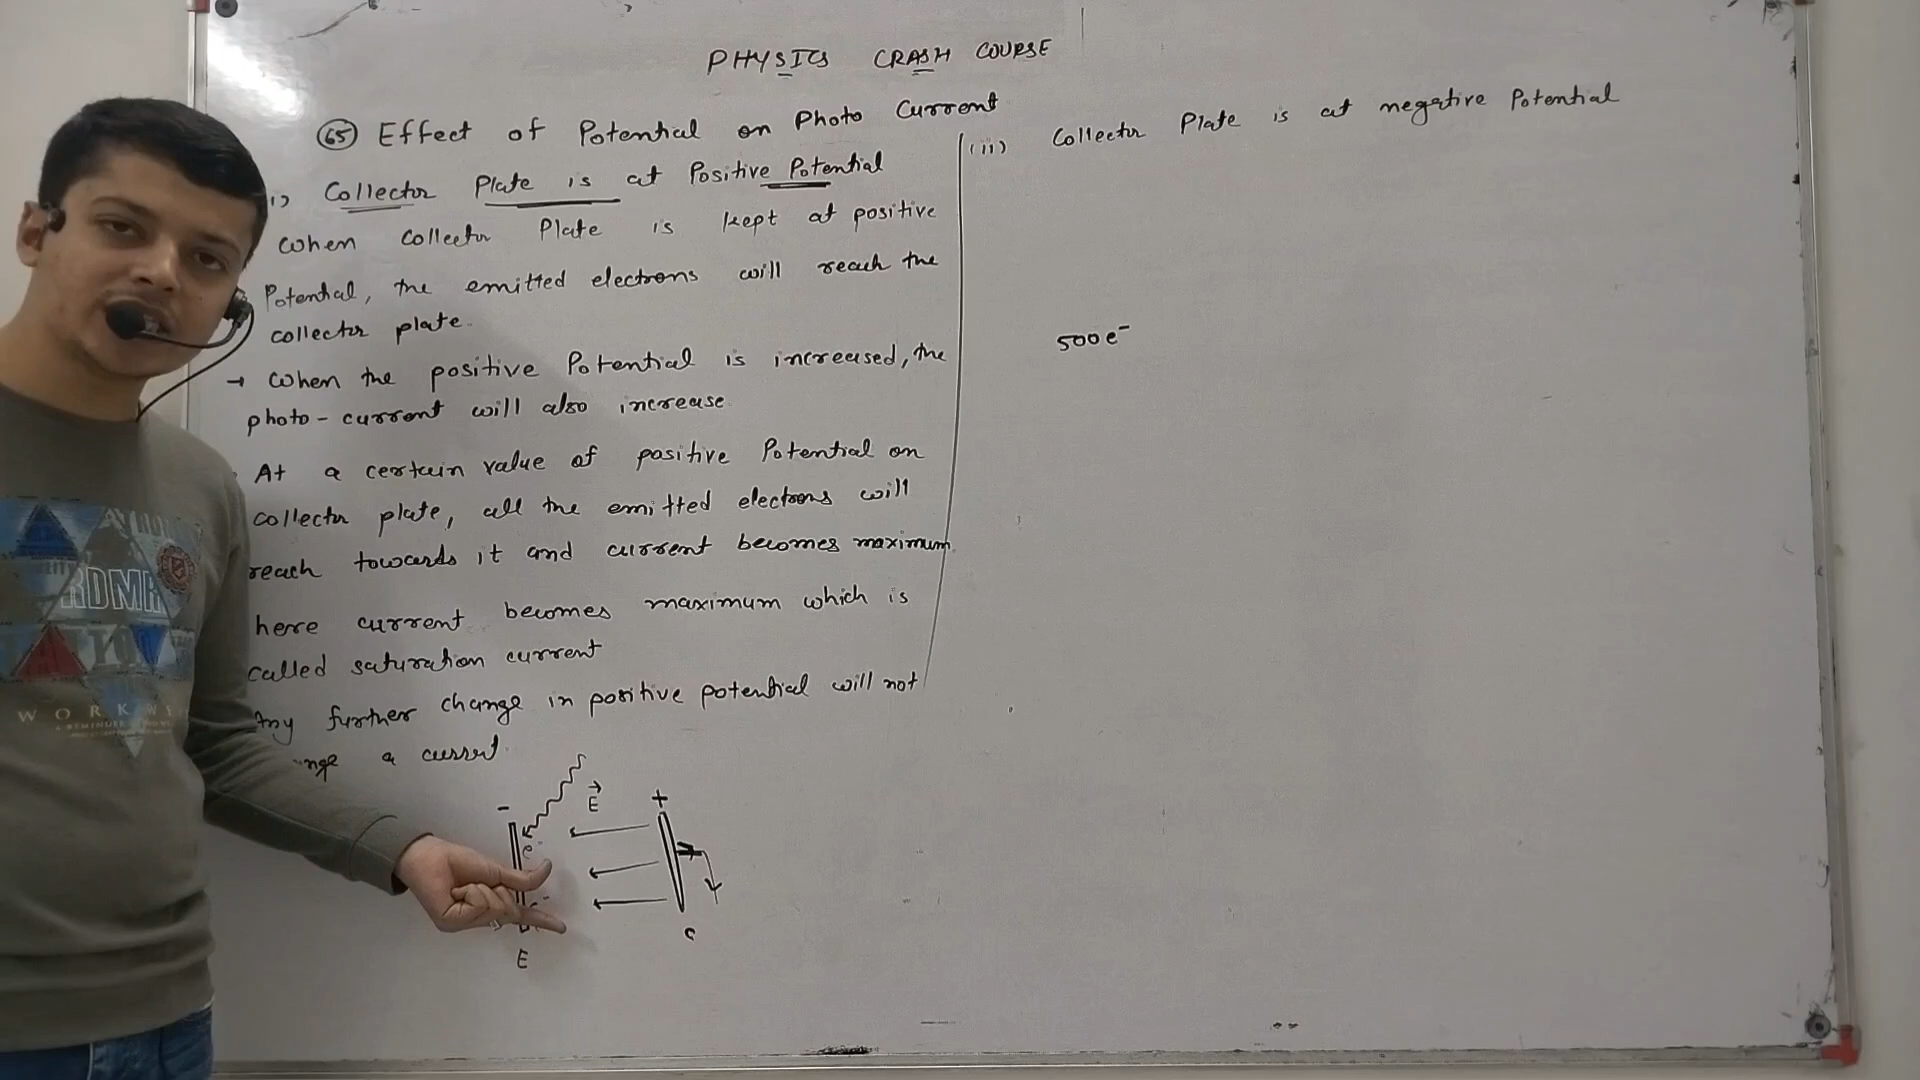 PHYSICS CRASH COURSE
65 Effect of Potential on Photo Current
i) Collector Plate is at Positive Potential
When Collector Plate is kept at positive
Potential, the emitted electrons will reach the
collector plate.
→ When the positive Potential is increased, the
photo-current will also increase
At a certain value of positive Potential on
collector plate, all the emitted electrons will
reach towards it and current becomes maximum.
here current becomes maximum which is
called saturation current
Any further change in positive potential will not
a current.
- E⃗ +
e-
E C
(ii) Collector Plate is at negative Potential
500e⁻
RDMR
WORKWE